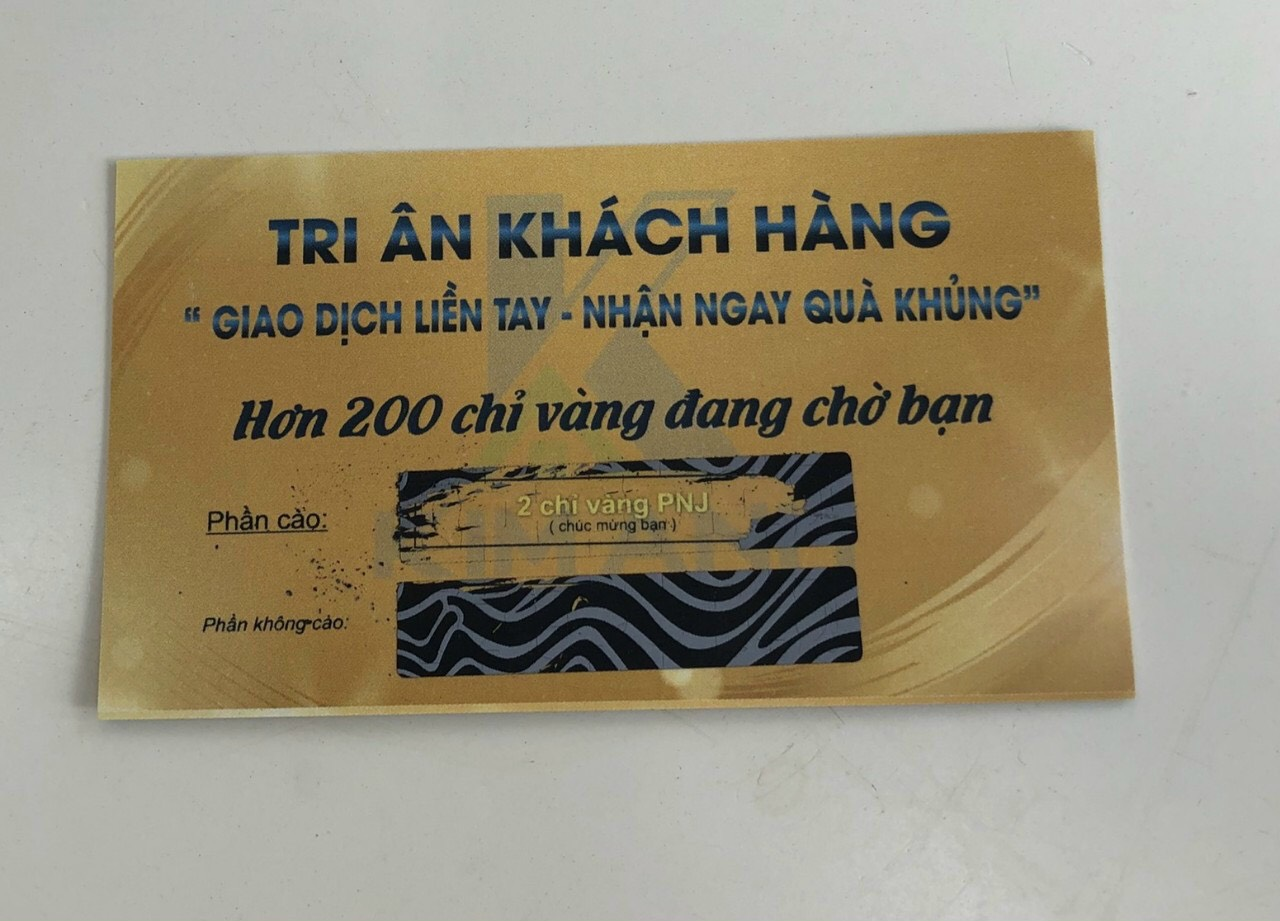 TRI ÂN KHÁCH HÀNG
“ GIAO DỊCH LIỀN TAY - NHẬN NGAY QUÀ KHỦNG”
Hơn 200 chỉ vàng đang chờ bạn
Phần cào:
2 chỉ vàng PNJ
( chúc mừng bạn )
Phần không cào: